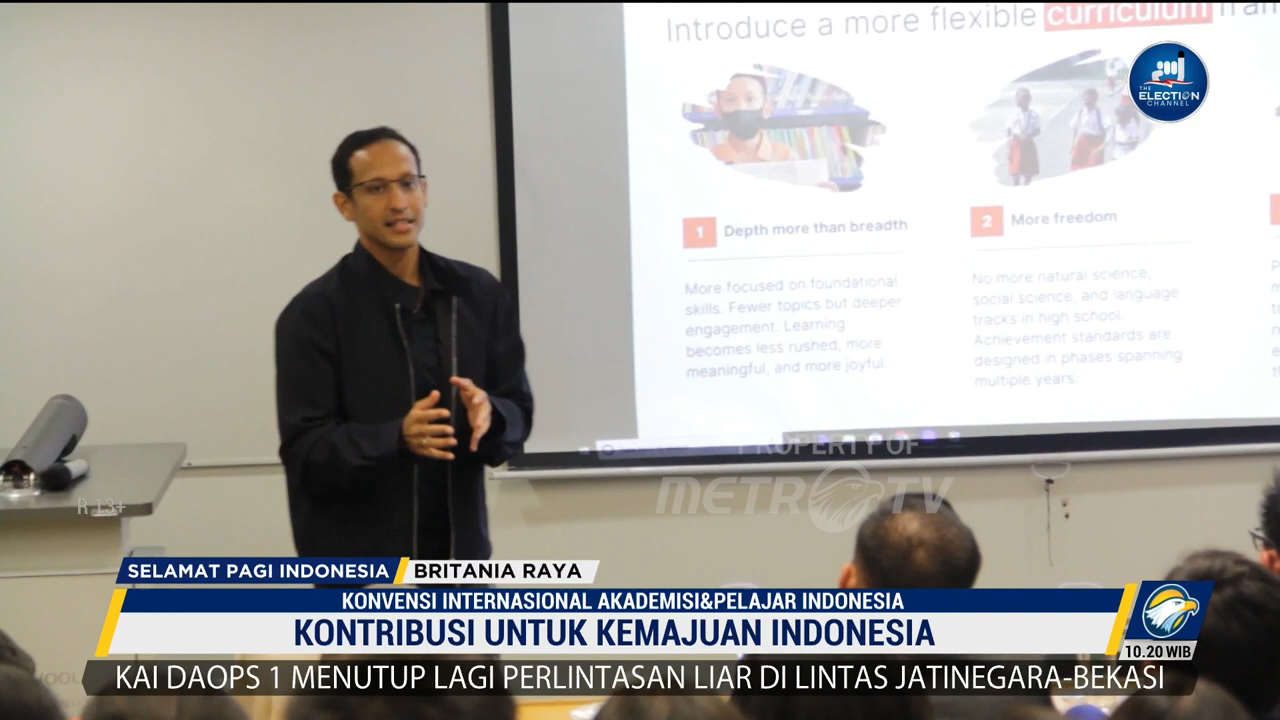 Introduce a more flexible curriculum
THE
ELECTION
CHANNEL
1 Depth more than breadth
More focused on foundational
skills. Fewer topics but deeper
engagement. Learning
becomes less rushed, more
meaningful, and more joyful.
2 More freedom
No more natural science,
social science, and language
tracks in high school.
Achievement standards are
designed in phases spanning
multiple years.
PROPERTY OF
METRO TV
R 13+
SELAMAT PAGI INDONESIA BRITANIA RAYA
KONVENSI INTERNASIONAL AKADEMISI&PELAJAR INDONESIA
KONTRIBUSI UNTUK KEMAJUAN INDONESIA
10.20 WIB
KAI DAOPS 1 MENUTUP LAGI PERLINTASAN LIAR DI LINTAS JATINEGARA-BEKASI